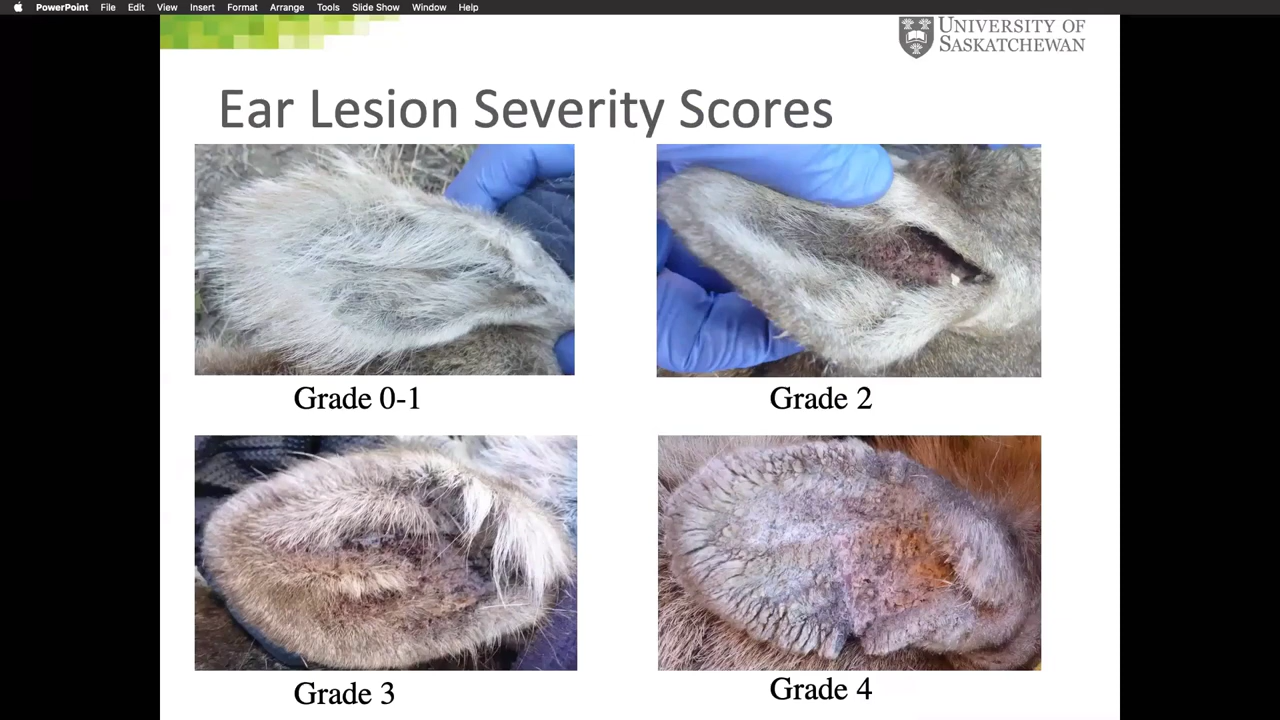 PowerPoint File Edit View Insert Format Arrange Tools Slide Show Window Help
UNIVERSITY OF
SASKATCHEWAN
Ear Lesion Severity Scores
Grade 0-1
Grade 2
Grade 3
Grade 4